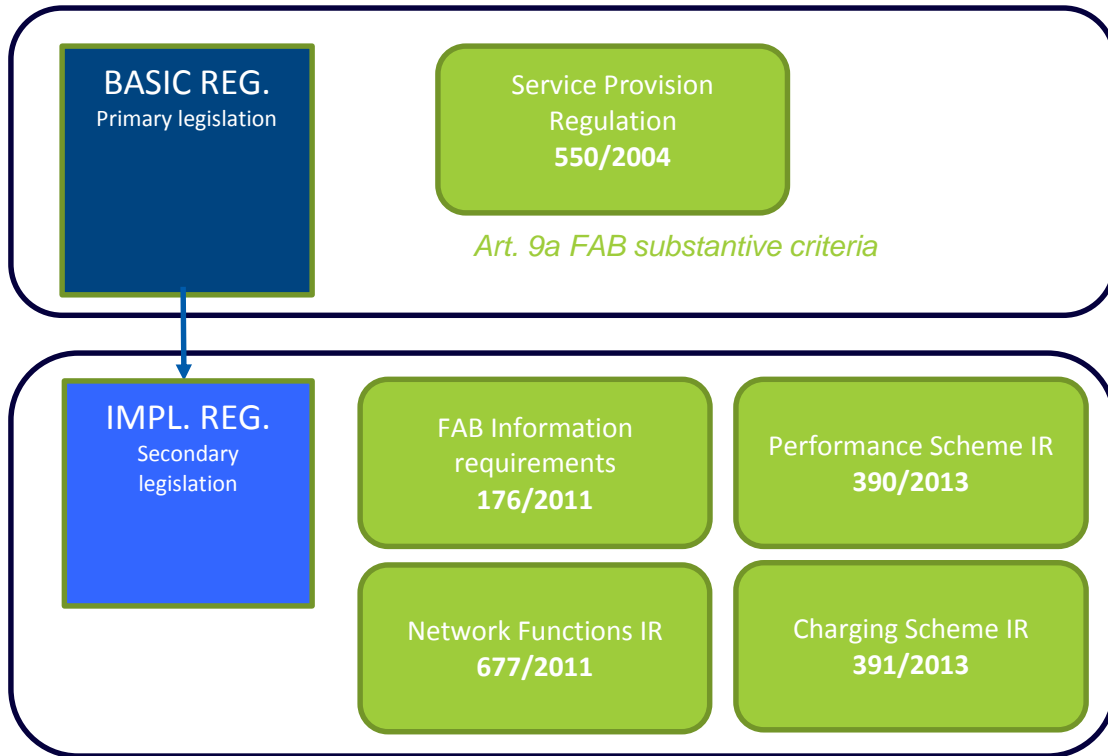 BASIC REG.
Primary legislation
Service Provision
Regulation
550/2004
Art. 9a FAB substantive criteria
IMPL. REG.
Secondary
legislation
FAB Information
requirements
176/2011
Performance Scheme IR
390/2013
Network Functions IR
677/2011
Charging Scheme IR
391/2013